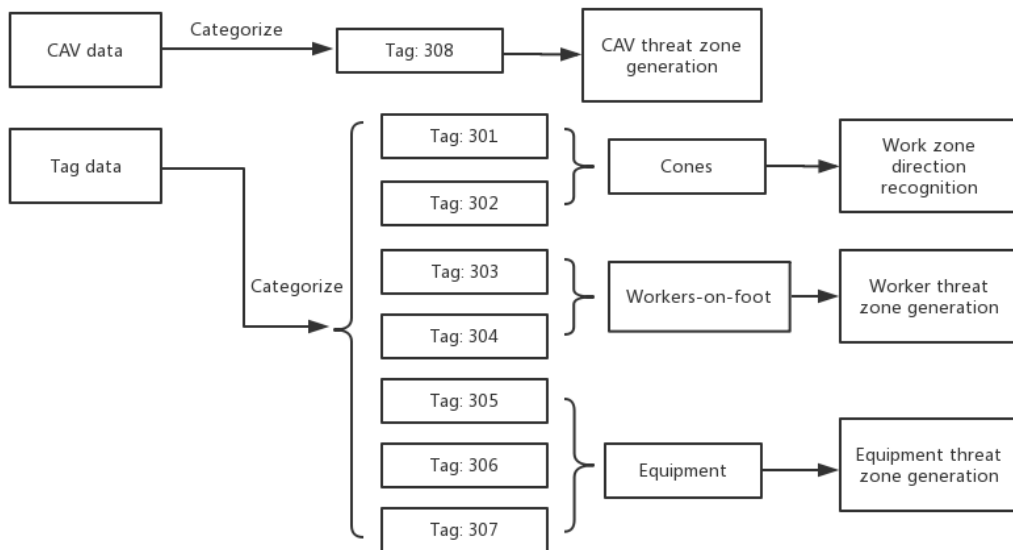 CAV data
Categorize
Tag: 308
CAV threat zone
generation
Tag data
Categorize
Tag: 301
Tag: 302
Cones
Work zone
direction
recognition
Tag: 303
Tag: 304
Workers-on-foot
Worker threat
zone generation
Tag: 305
Tag: 306
Tag: 307
Equipment
Equipment threat
zone generation